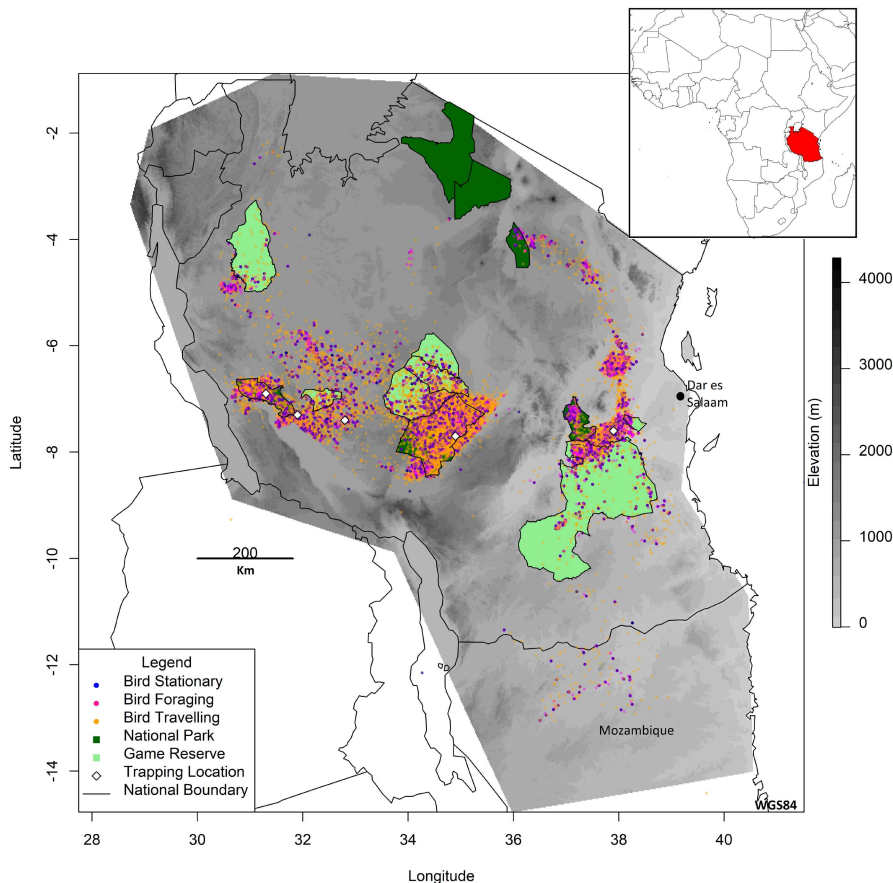 -2
-4
-6
-8
-10
-12
-14
Latitude
Dar es
Salaam
4000
3000
2000
1000
0
Elevation (m)
200
Km
Legend
Bird Stationary
Bird Foraging
Bird Travelling
National Park
Game Reserve
Trapping Location
National Boundary
Mozambique
WGS84
28 30 32 34 36 38 40
Longitude